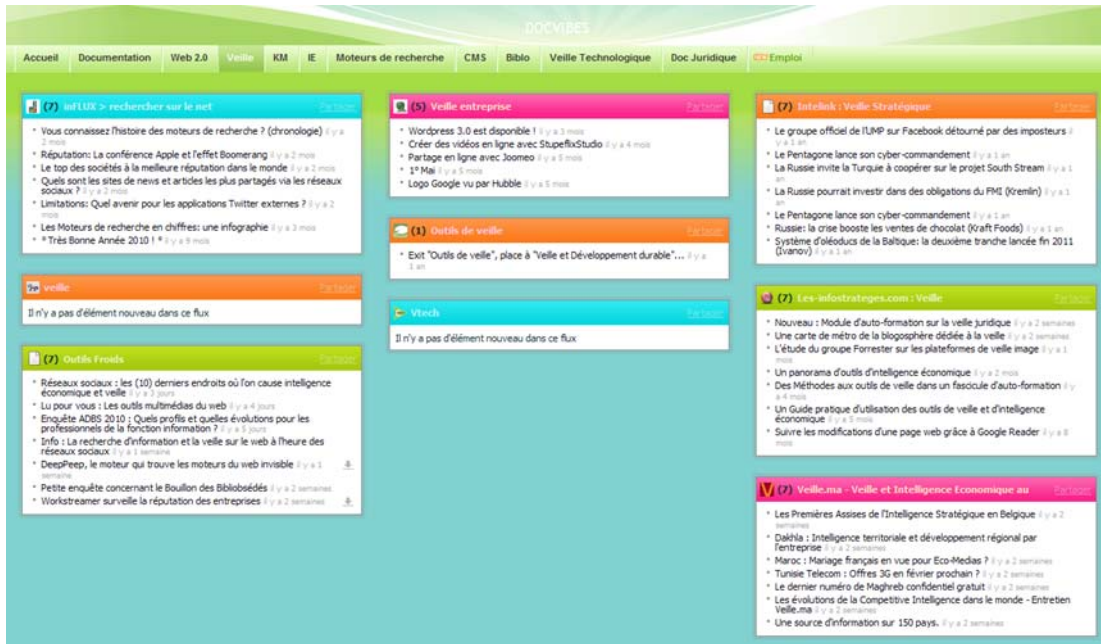 DOCVIBES
Accueil Documentation Web 2.0 Veille KM IE Moteurs de recherche CMS Biblo Veille Technologique Doc Juridique Emploi
(7) inFLUX > rechercher sur le net Partager
Vous connaissez l'histoire des moteurs de recherche ? (chronologie) il y a
2 mois
Réputation: La conférence Apple et l'effet Boomerang il y a 2 mois
Le top des sociétés à la meilleure réputation dans le monde il y a 2 mois
Quels sont les sites de news et articles les plus partagés via les réseaux
sociaux ? il y a 2 mois
Limitations: Quel avenir pour les applications Twitter externes ? il y a 2
mois
Les Moteurs de recherche en chiffres: une infographie il y a 3 mois
* Très Bonne Année 2010 ! * il y a 9 mois
veille Partager
Il n'y a pas d'élément nouveau dans ce flux
(7) Outils Froids Partager
Réseaux sociaux : les (10) derniers endroits où l'on cause intelligence
économique et veille il y a 3 jours
Lu pour vous : Les outils multimédias du web il y a 4 jours
Enquête ADBS 2010 : Quels profils et quelles évolutions pour les
professionnels de la fonction information ? il y a 5 jours
Info : La recherche d'information et la veille sur le web à l'heure des
réseaux sociaux il y a 1 semaine
DeepPeep, le moteur qui trouve les moteurs du web invisible il y a 1
semaine
Petite enquête concernant le Bouillon des Bibliobsédés il y a 2 semaines
Workstreamer surveille la réputation des entreprises il y a 2 semaines
(5) Veille entreprise Partager
Wordpress 3.0 est disponible ! il y a 3 mois
Créer des vidéos en ligne avec StupeflixStudio il y a 4 mois
Partage en ligne avec Joomeo il y a 5 mois
1° Mai il y a 5 mois
Logo Google vu par Hubble il y a 5 mois
(1) Outils de veille Partager
Exit "Outils de veille", place à "Veille et Développement durable"... il y a
1 an
Vtech Partager
Il n'y a pas d'élément nouveau dans ce flux
(7) Intelink : Veille Stratégique Partager
Le groupe officiel de l'UMP sur Facebook détourné par des imposteurs il
y a 1 an
Le Pentagone lance son cyber-commandement il y a 1 an
La Russie invite la Turquie à coopérer sur le projet South Stream il y a 1
an
La Russie pourrait investir dans des obligations du FMI (Kremlin) il y a 1
an
Le Pentagone lance son cyber-commandement il y a 1 an
Russie: la crise booste les ventes de chocolat (Kraft Foods) il y a 1 an
Système d'oléoducs de la Baltique: la deuxième tranche lancée fin 2011
(Ivanov) il y a 1 an
(7) Les-infostrateges.com : Veille Partager
Nouveau : Module d'auto-formation sur la veille juridique il y a 2 semaines
Une carte de métro de la blogosphère dédiée à la veille il y a 2 semaines
L'étude du groupe Forrester sur les plateformes de veille image il y a 1
mois
Un panorama d'outils d'intelligence économique il y a 2 mois
Des Méthodes aux outils de veille dans un fascicule d'auto-formation il y
a 4 mois
Un Guide pratique d'utilisation des outils de veille et d'intelligence
économique il y a 5 mois
Suivre les modifications d'une page web grâce à Google Reader il y a 8
mois
(7) Veille.ma - Veille et Intelligence Economique au Partager
Les Premières Assises de l'Intelligence Stratégique en Belgique il y a 2
semaines
Dakhla : Intelligence territoriale et développement régional par
l'entreprise il y a 2 semaines
Maroc : Mariage français en vue pour Eco-Medias ? il y a 2 semaines
Tunisie Telecom : Offres 3G en février prochain ? il y a 2 semaines
Le dernier numéro de Maghreb confidentiel gratuit il y a 2 semaines
Les évolutions de la Competitive Intelligence dans le monde - Entretien
Veille.ma il y a 2 semaines
Une source d'information sur 150 pays. il y a 2 semaines